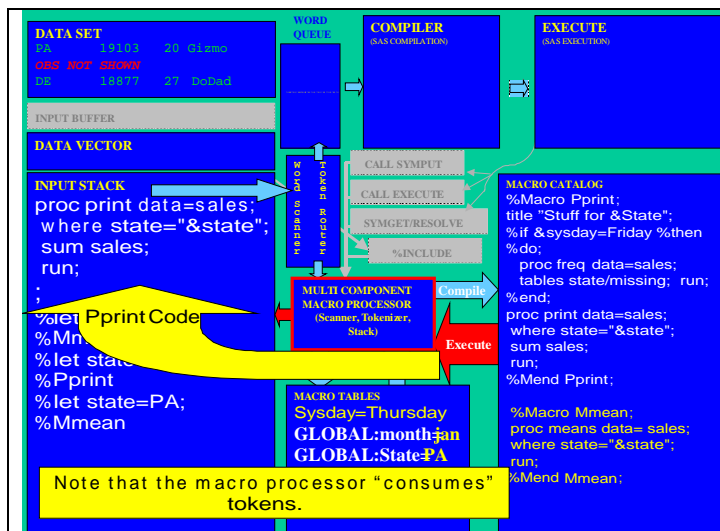 DATA SET
PA 19103 20 Gizmo
OBS NOT SHOWN
DE 18877 27 DoDad
INPUT BUFFER
DATA VECTOR
INPUT STACK
proc print data=sales;
where state="&state";
sum sales;
run;
;
%let
%Mm
%let state
%Pprint
%let state=PA;
%Mmean
Pprint Code
WORD
QUEUE
Word Scanner
Token Router
COMPILER
(SAS COMPILATION)
EXECUTE
(SAS EXECUTION)
CALL SYMPUT
CALL EXECUTE
SYMGET/RESOLVE
%INCLUDE
MULTI COMPONENT
MACRO PROCESSOR
(Scanner, Tokenizer,
Stack)
Compile
Execute
MACRO TABLES
Sysday=Thursday
GLOBAL:month=jan
GLOBAL:State=PA
MACRO CATALOG
%Macro Pprint;
title "Stuff for &State";
%if &sysday=Friday %then
%do;
proc freq data=sales;
tables state/missing; run;
%end;
proc print data=sales;
where state="&state";
sum sales;
run;
%Mend Pprint;
%Macro Mmean;
proc means data= sales;
where state="&state";
run;
%Mend Mmean;
Note that the macro processor “consumes”
tokens.